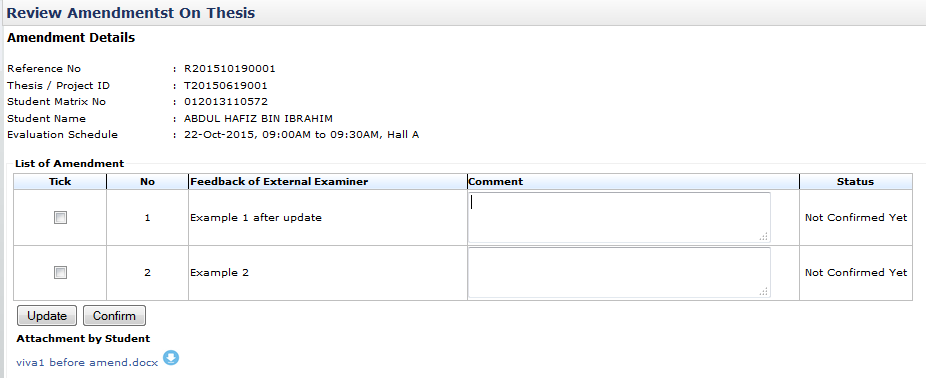 Review Amendmentst On Thesis
Amendment Details
Reference No : R201510190001
Thesis / Project ID : T20150619001
Student Matrix No : 012013110572
Student Name : ABDUL HAFIZ BIN IBRAHIM
Evaluation Schedule : 22-Oct-2015, 09:00AM to 09:30AM, Hall A
List of Amendment
Tick No Feedback of External Examiner Comment Status
1 Example 1 after update Not Confirmed Yet
2 Example 2 Not Confirmed Yet
Update Confirm
Attachment by Student
viva1 before amend.docx